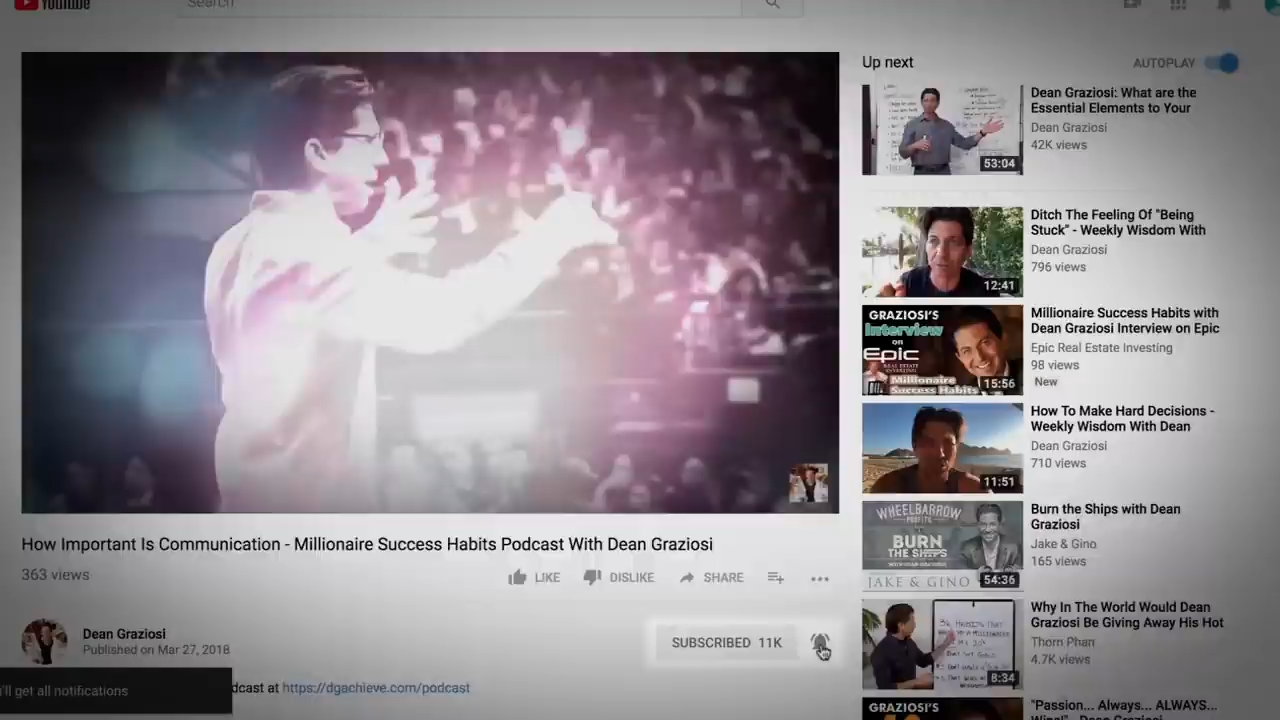 YouTube
Search
Up next
AUTOPLAY
Dean Graziosi: What are the
Essential Elements to Your
Dean Graziosi
42K views
53:04
Ditch The Feeling Of "Being
Stuck" - Weekly Wisdom With
Dean Graziosi
796 views
12:41
GRAZIOSI'S
Interview
on
Epic
REAL ESTATE
INVESTING
Millionaire
Success Habits
15:56
Millionaire Success Habits with
Dean Graziosi Interview on Epic
Epic Real Estate Investing
98 views
New
How To Make Hard Decisions -
Weekly Wisdom With Dean
Dean Graziosi
710 views
11:51
WHEELBARROW
PROFITS
BURN
THE SHIPS
JAKE & GINO
54:36
Burn the Ships with Dean
Graziosi
Jake & Gino
165 views
Why In The World Would Dean
Graziosi Be Giving Away His Hot
Thorn Phan
4.7K views
8:34
GRAZIOSI'S
"Passion... Always... ALWAYS...
How Important Is Communication - Millionaire Success Habits Podcast With Dean Graziosi
363 views
LIKE
DISLIKE
SHARE
Dean Graziosi
Published on Mar 27, 2018
SUBSCRIBED 11K
'll get all notifications
dcast at https://dgachieve.com/podcast